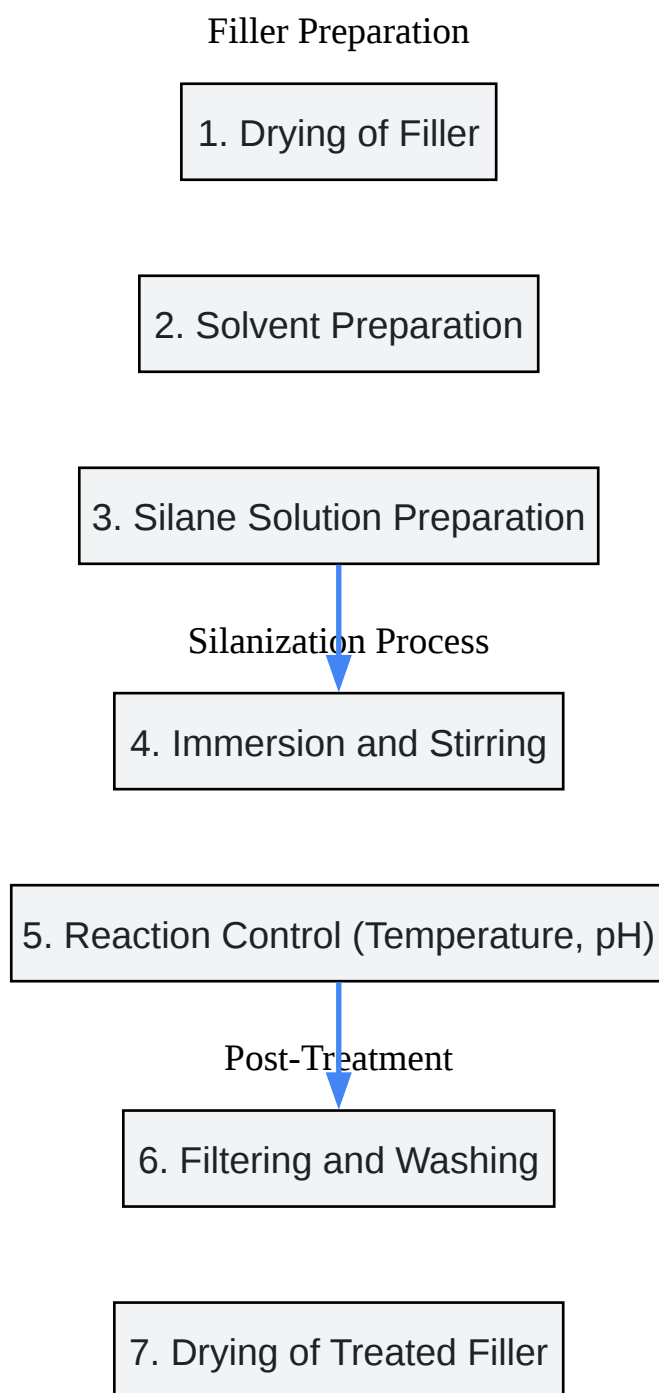 Filler Preparation
1. Drying of Filler
2. Solvent Preparation
3. Silane Solution Preparation
Silanization Process
4. Immersion and Stirring
5. Reaction Control (Temperature, pH)
Post-Treatment
6. Filtering and Washing
7. Drying of Treated Filler